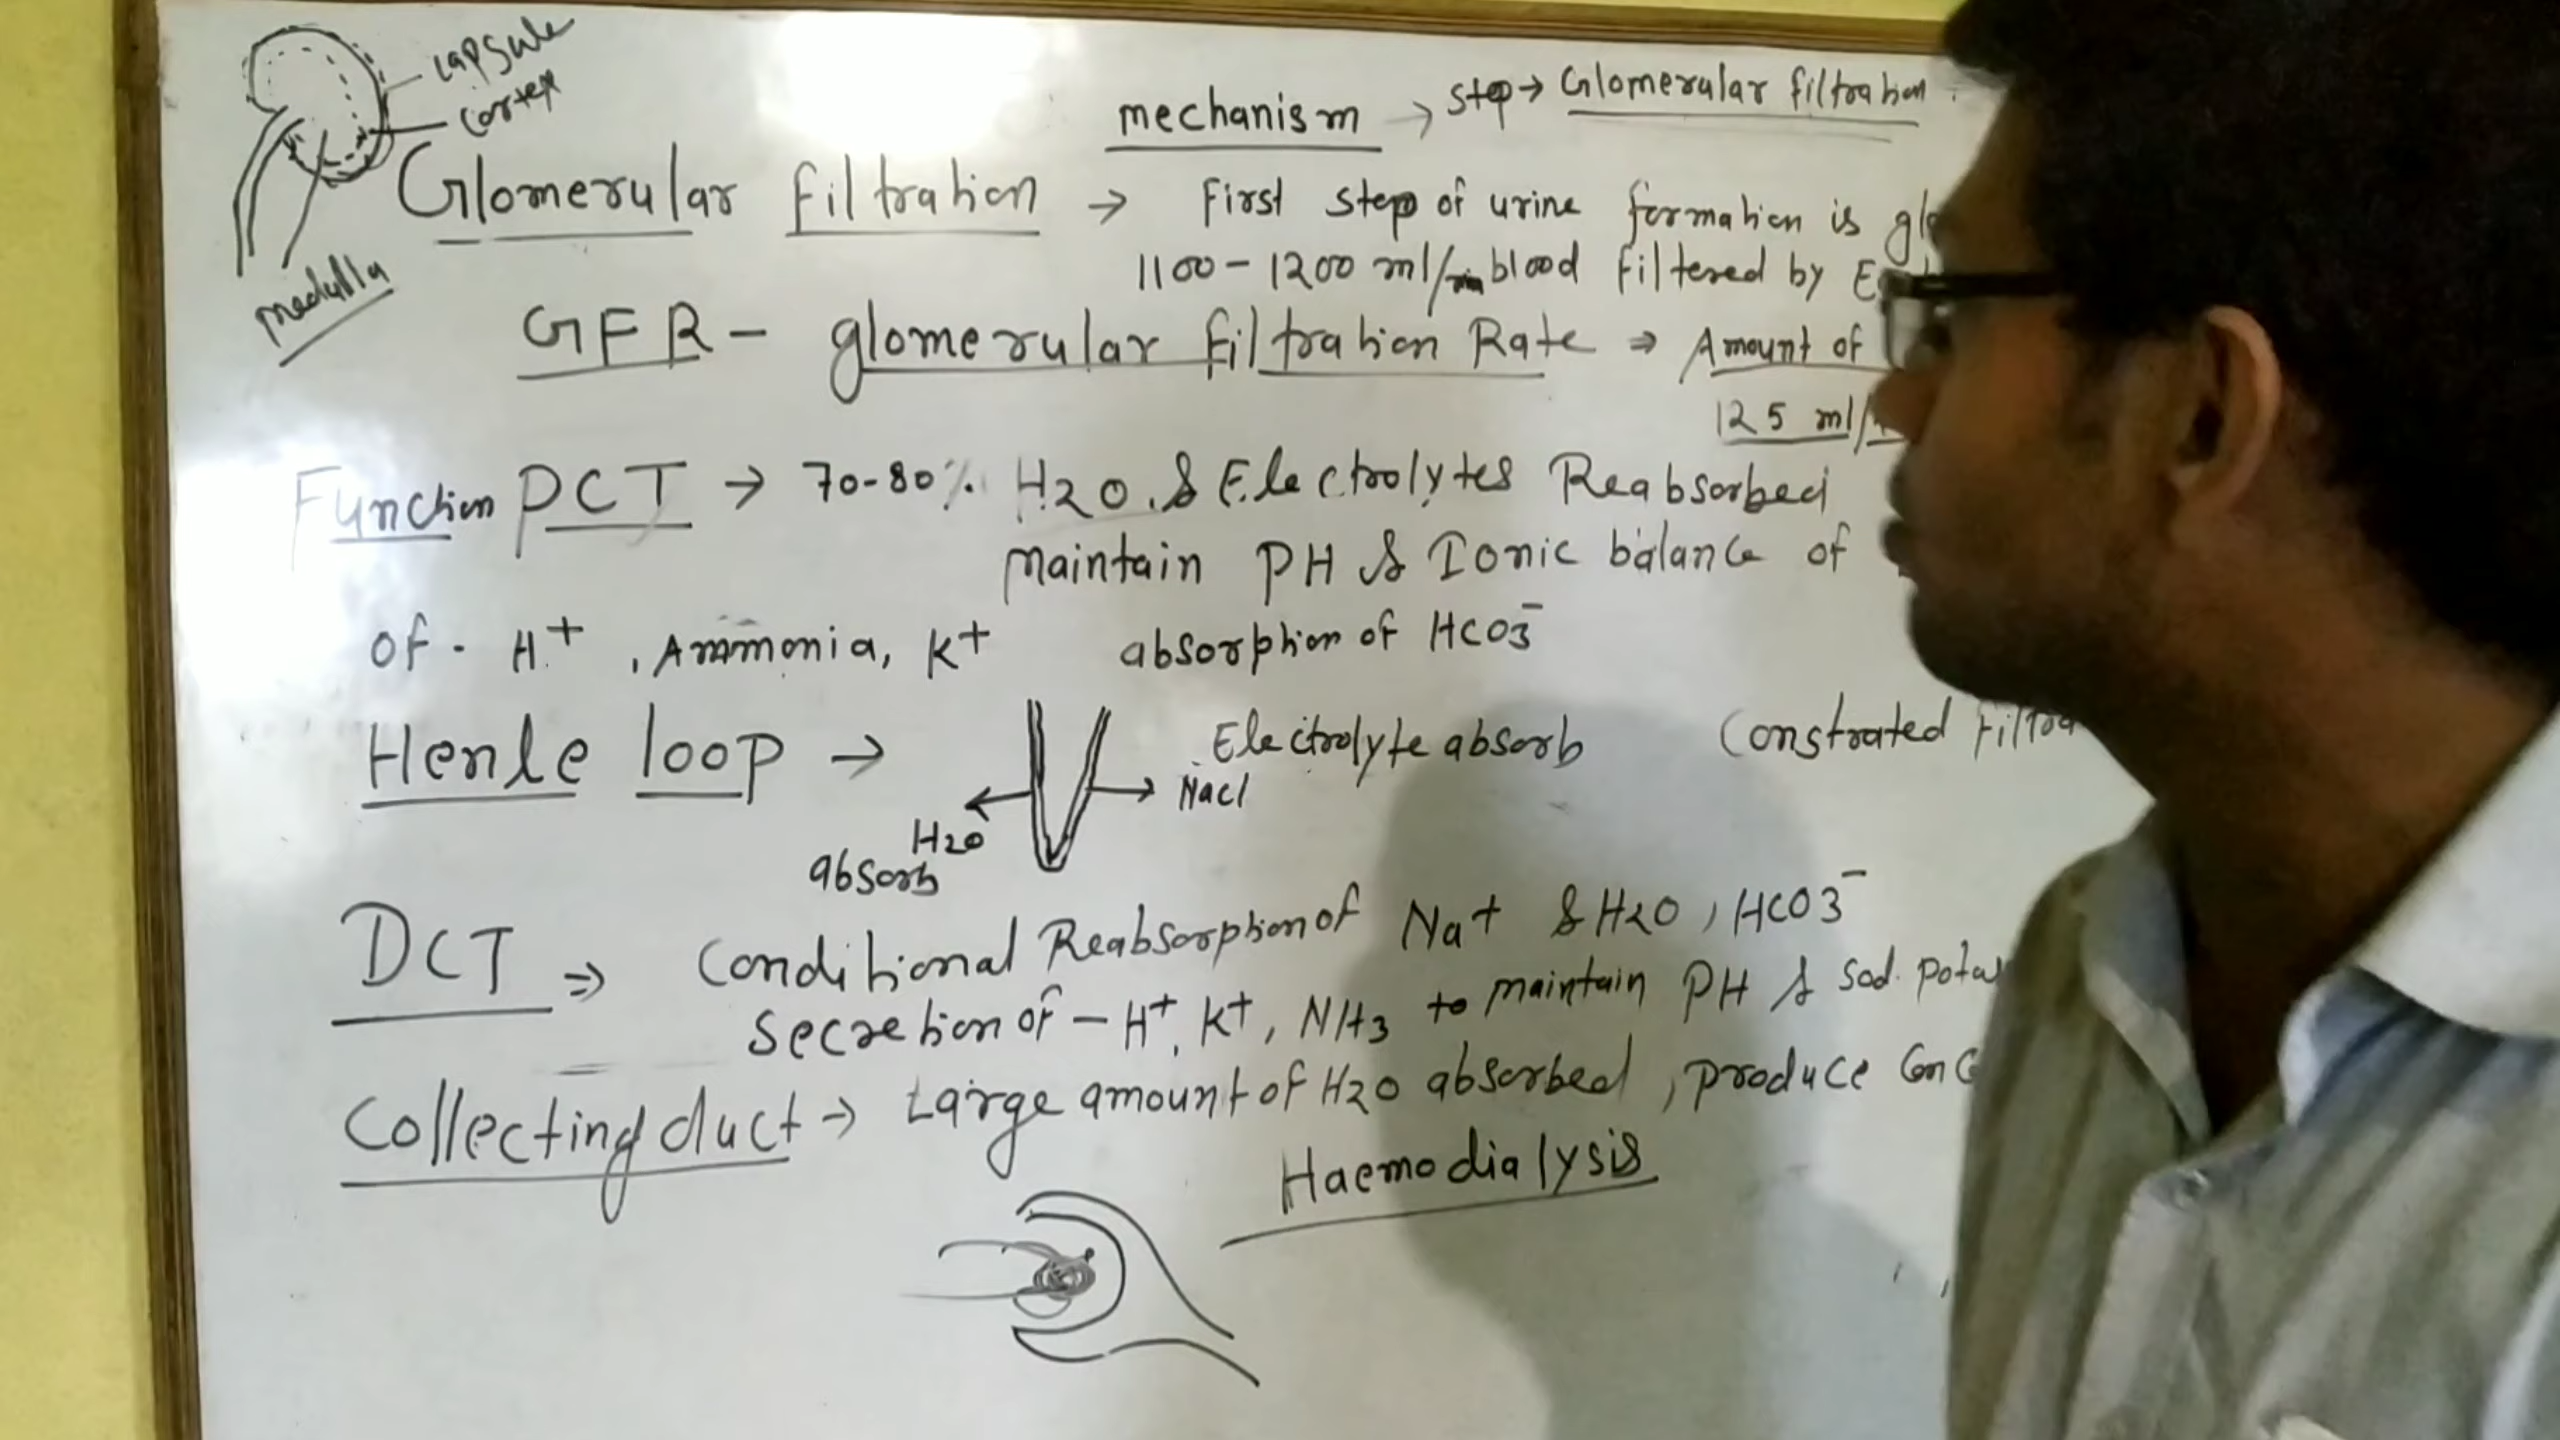 capsule
cortex
medulla
mechanism → step → Glomerular filtration
Glomerular filtration → First step of urine formation is
1100-1200 ml/min blood filtered by
GFR - glomerular filtration Rate ⇒ Amount of
125 ml/
Function PCT → 70-80% H2O & Electrolytes Reabsorbed
maintain PH & Ionic balance of
of - H+, Ammonia, K+ absorption of HCO3-
Henle loop → Electrolyte absorb Constrated
NaCl
H2O
absorb
DCT ⇒ Conditional Reabsorption of Na+ & H2O, HCO3-
Secretion of - H+, K+, NH3 to maintain PH & Sod.
Collecting duct → Large amount of H2O absorbed, produce
Haemodialysis